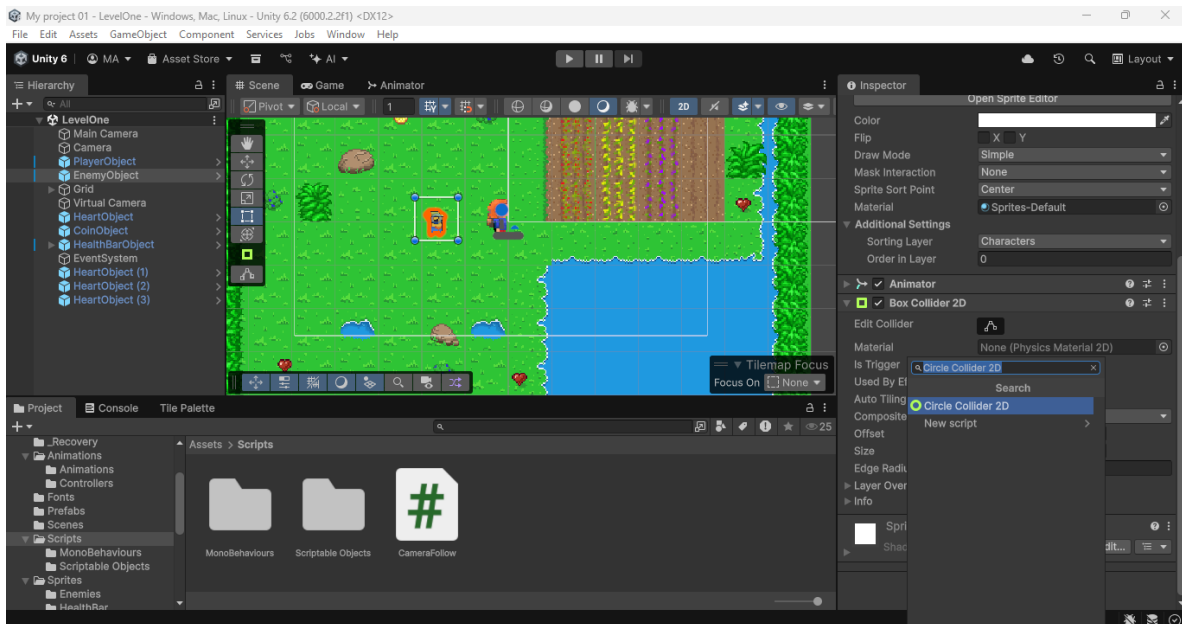 My project 01 - LevelOne - Windows, Mac, Linux - Unity 6.2 (6000.2.2f1) <DX12>
File Edit Assets GameObject Component Services Jobs Window Help
Unity 6 MA Asset Store AI Layout
Hierarchy
All
LevelOne
Main Camera
Camera
PlayerObject
EnemyObject
Grid
Virtual Camera
HeartObject
CoinObject
HealthBarObject
EventSystem
HeartObject (1)
HeartObject (2)
HeartObject (3)
Scene Game Animator
Pivot Local 1 2D
Tilemap Focus
Focus On None
Inspector
Open Sprite Editor
Color
Flip X Y
Draw Mode Simple
Mask Interaction None
Sprite Sort Point Center
Material Sprites-Default
Additional Settings
Sorting Layer Characters
Order in Layer 0
Animator
Box Collider 2D
Edit Collider
Material None (Physics Material 2D)
Is Trigger
Used By Ef
Auto Tiling
Composite
Offset
Size
Edge Radiu
Layer Over
Info
Spri
Shad
dit...
Circle Collider 2D
Search
Circle Collider 2D
New script
Project Console Tile Palette
25
_Recovery
Animations
Animations
Controllers
Fonts
Prefabs
Scenes
Scripts
MonoBehaviours
Scriptable Objects
Sprites
Enemies
HealthBar
Assets > Scripts
MonoBehaviours Scriptable Objects CameraFollow